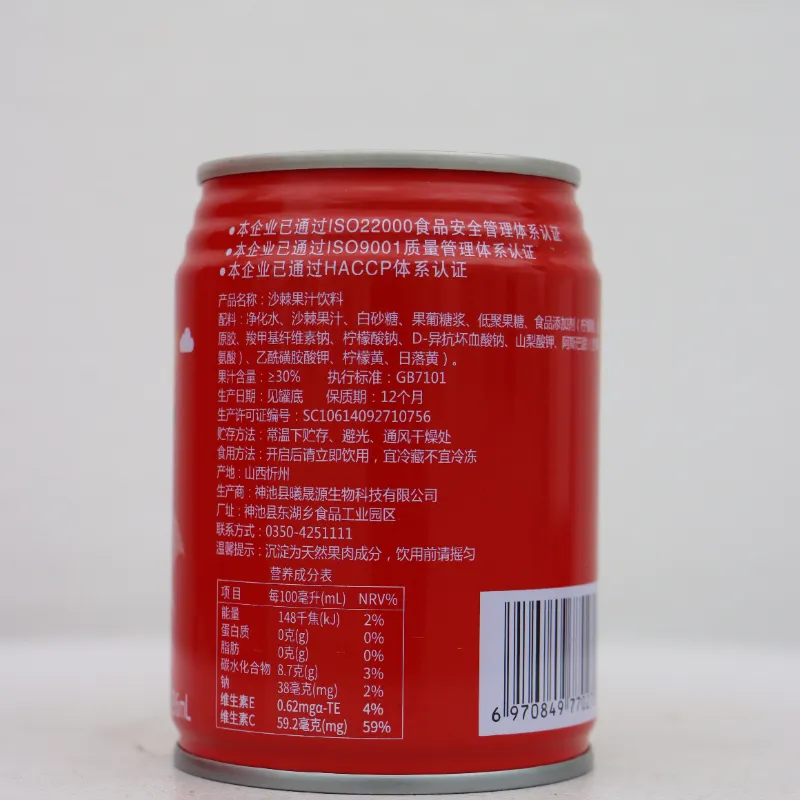 ●本企业已通过ISO22000食品安全管理体系认证
●本企业已通过ISO9001质量管理体系认证
●本企业已通过HACCP体系认证
产品名称：沙棘果汁饮料
配料：净化水、沙棘果汁、白砂糖、果葡糖浆、低聚果糖、食品添加剂（
原胶、羧甲基纤维素钠、柠檬酸钠、D-异抗坏血酸钠、山梨酸钾、
氨酸）、乙酰磺胺酸钾、柠檬黄、日落黄）。
果汁含量：≥30% 执行标准：GB7101
生产日期：见罐底 保质期：12个月
生产许可证编号：SC10614092710756
贮存方法：常温下贮存、避光、通风干燥处
食用方法：开启后请立即饮用，宜冷藏不宜冷冻
产地：山西忻州
生产商：神池县曦晟源生物科技有限公司
厂址：神池县东湖乡食品工业园区
联系方式：0350-4251111
温馨提示：沉淀为天然果肉成分，饮用前请摇匀
营养成分表
项目 每100毫升(mL) NRV%
能量 148千焦(kJ) 2%
蛋白质 0克(g) 0%
脂肪 0克(g) 0%
碳水化合物 8.7克(g) 3%
钠 38毫克(mg) 2%
维生素E 0.62mgα-TE 4%
维生素C 59.2毫克(mg) 59%
mL
6 970849 770